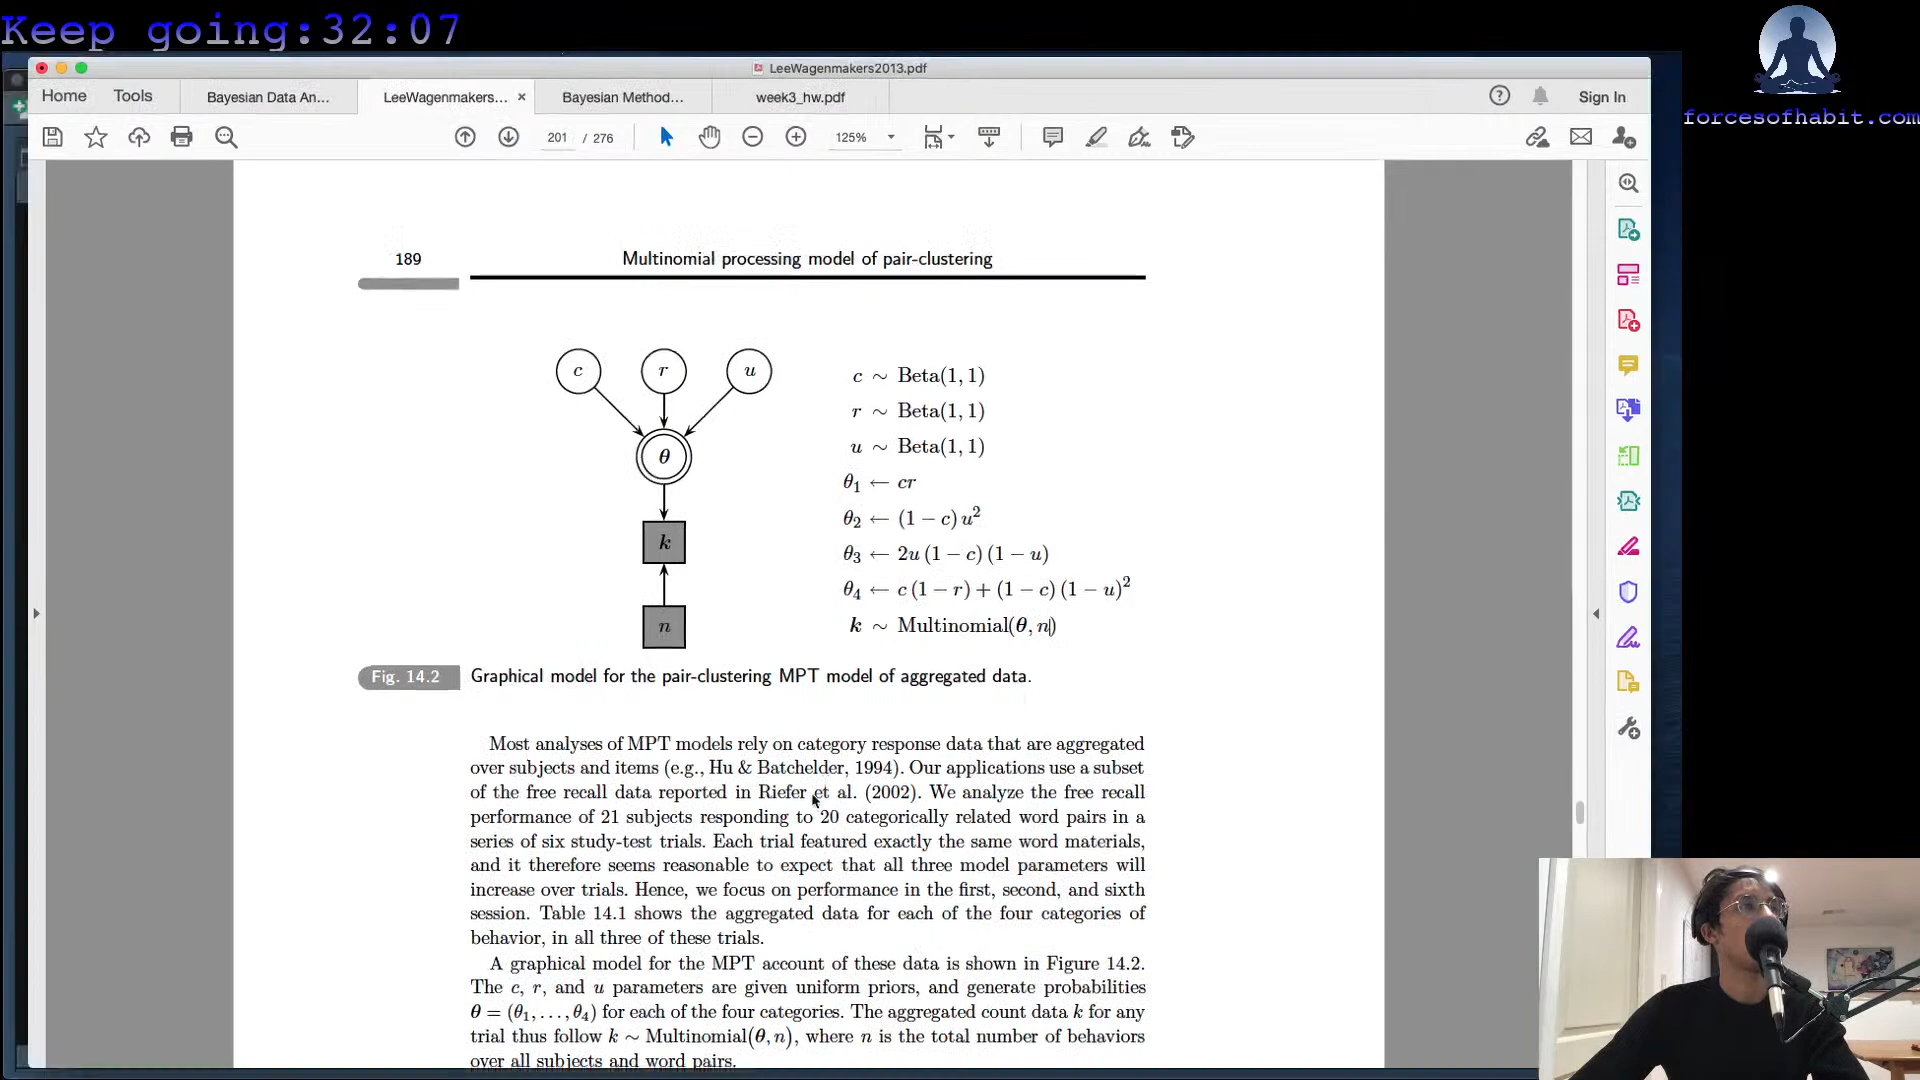 Keep going:32:07
forcesofhabit.com
LeeWagenmakers2013.pdf
Home Tools Bayesian Data An... LeeWagenmakers... × Bayesian Method... week3_hw.pdf Sign In
201 / 276 125%
189 Multinomial processing model of pair-clustering
c r u
θ
k
n
c ∼ Beta(1, 1)
r ∼ Beta(1, 1)
u ∼ Beta(1, 1)
θ1 ← cr
θ2 ← (1 − c) u²
θ3 ← 2u (1 − c) (1 − u)
θ4 ← c (1 − r) + (1 − c) (1 − u)²
k ∼ Multinomial(θ, n)
Fig. 14.2 Graphical model for the pair-clustering MPT model of aggregated data.
Most analyses of MPT models rely on category response data that are aggregated
over subjects and items (e.g., Hu & Batchelder, 1994). Our applications use a subset
of the free recall data reported in Riefer et al. (2002). We analyze the free recall
performance of 21 subjects responding to 20 categorically related word pairs in a
series of six study-test trials. Each trial featured exactly the same word materials,
and it therefore seems reasonable to expect that all three model parameters will
increase over trials. Hence, we focus on performance in the first, second, and sixth
session. Table 14.1 shows the aggregated data for each of the four categories of
behavior, in all three of these trials.
A graphical model for the MPT account of these data is shown in Figure 14.2.
The c, r, and u parameters are given uniform priors, and generate probabilities
θ = (θ1, . . . , θ4) for each of the four categories. The aggregated count data k for any
trial thus follow k ∼ Multinomial(θ, n), where n is the total number of behaviors
over all subjects and word pairs.